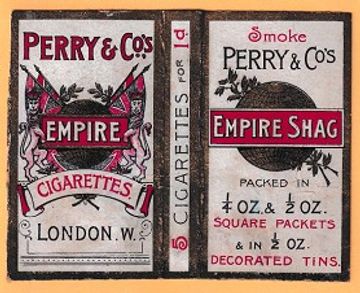 PERRY & Co's
EMPIRE
CIGARETTES.
LONDON. W.
5 CIGARETTES FOR 1d.
Smoke
PERRY & Co's
EMPIRE SHAG
PACKED IN
1/4 OZ. & 1/2 OZ.
SQUARE PACKETS
& IN 1/2 OZ.
DECORATED TINS.